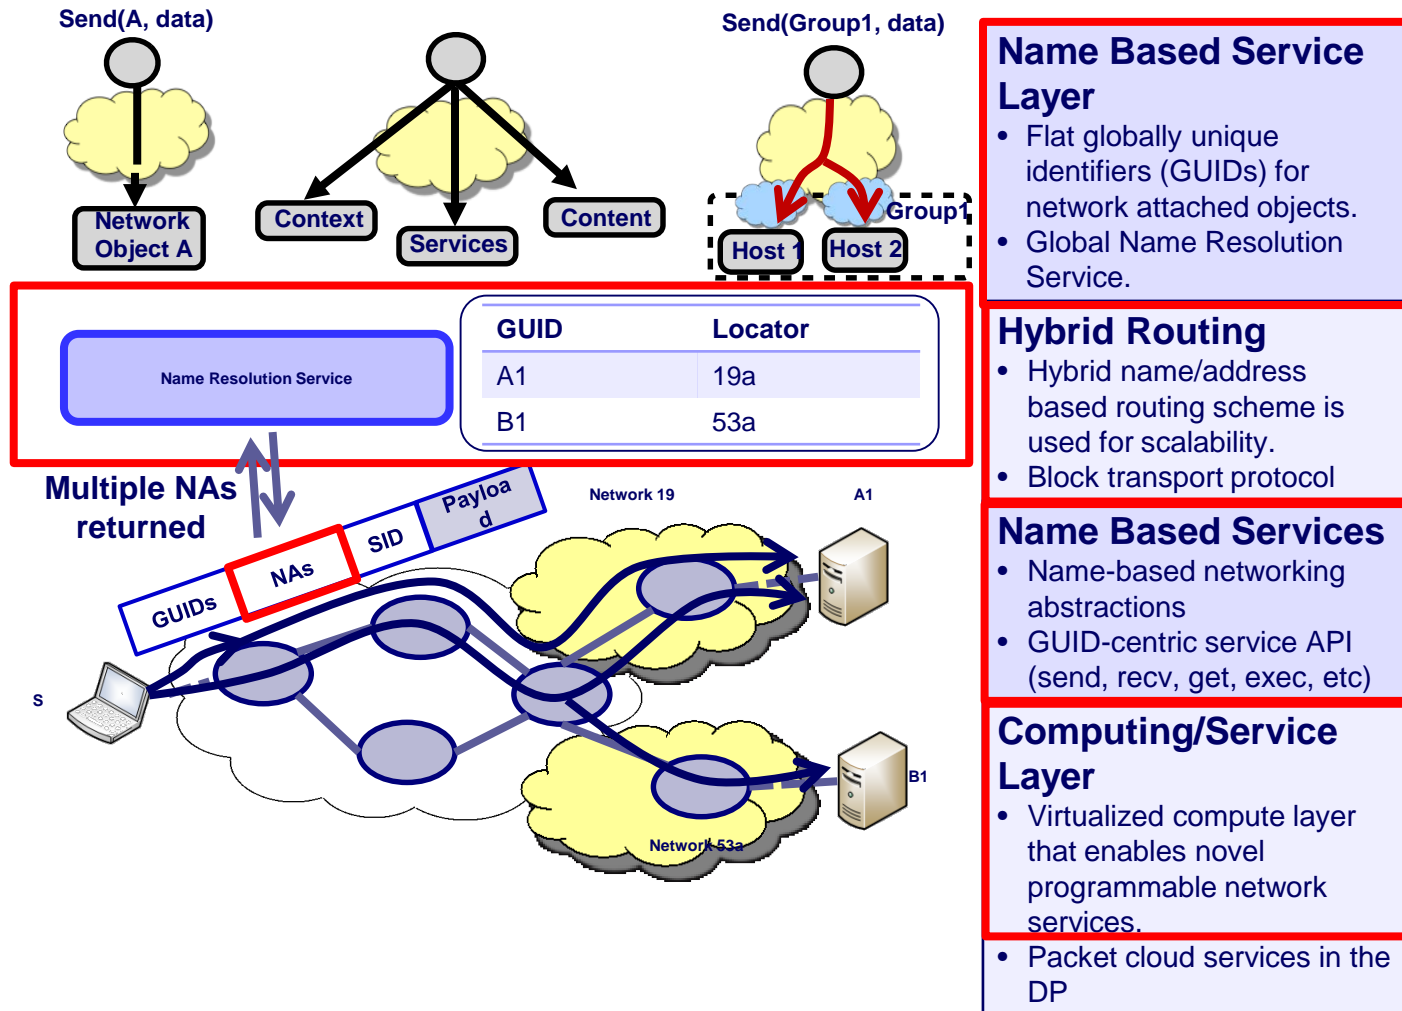 Send(A, data)
Send(Group1, data)
Network
Object A
Context
Services
Content
Group1
Host 1
Host 2
Name Resolution Service
GUID Locator
A1 19a
B1 53a
Multiple NAs
returned
GUIDs
NAs
SID
Payloa
d
Network 19
A1
S
B1
Network 53a
Name Based Service
Layer
• Flat globally unique
identifiers (GUIDs) for
network attached objects.
• Global Name Resolution
Service.
Hybrid Routing
• Hybrid name/address
based routing scheme is
used for scalability.
• Block transport protocol
Name Based Services
• Name-based networking
abstractions
• GUID-centric service API
(send, recv, get, exec, etc)
Computing/Service
Layer
• Virtualized compute layer
that enables novel
programmable network
services.
• Packet cloud services in the
DP